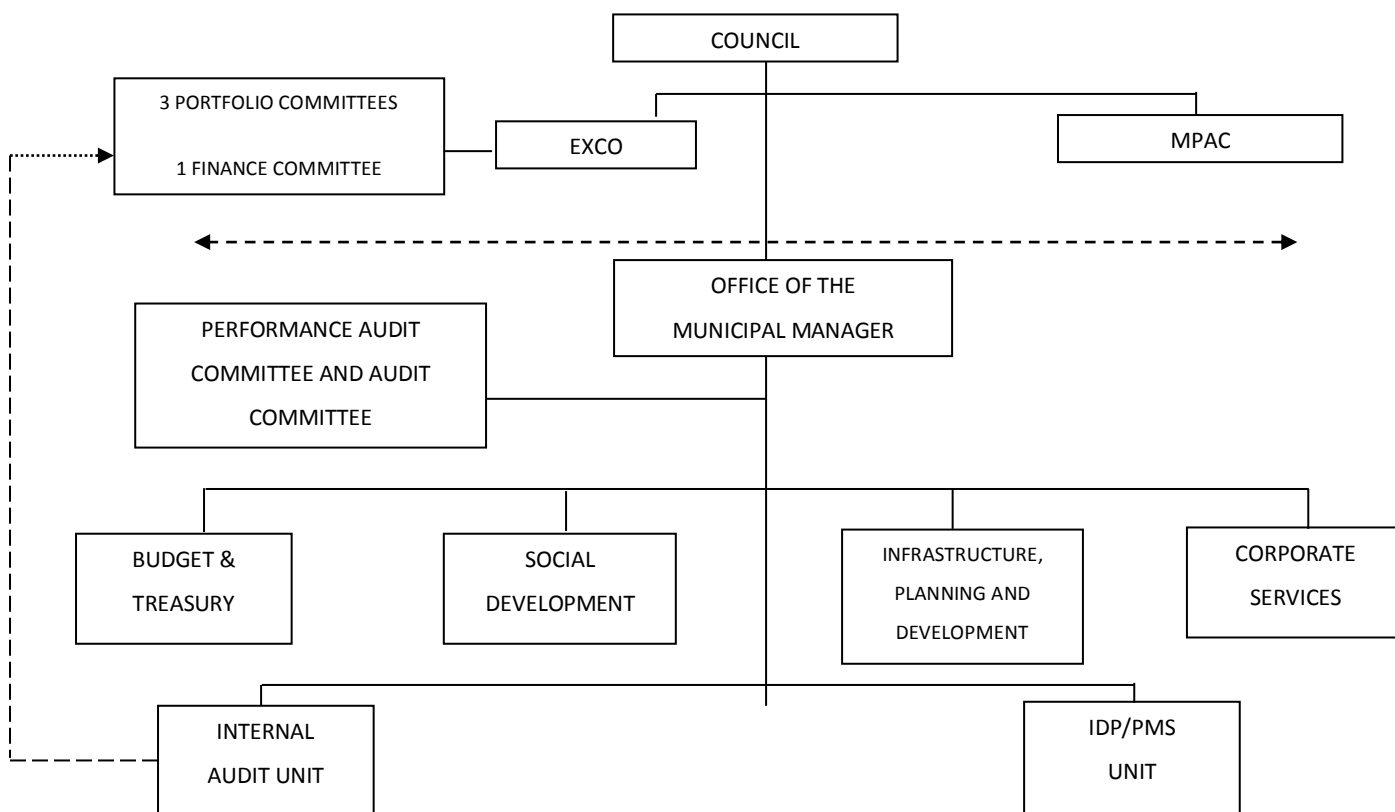 COUNCIL
3 PORTFOLIO COMMITTEES
1 FINANCE COMMITTEE
EXCO
MPAC
OFFICE OF THE
MUNICIPAL MANAGER
PERFORMANCE AUDIT
COMMITTEE AND AUDIT
COMMITTEE
BUDGET &
TREASURY
SOCIAL
DEVELOPMENT
INFRASTRUCTURE,
PLANNING AND
DEVELOPMENT
CORPORATE
SERVICES
INTERNAL
AUDIT UNIT
IDP/PMS
UNIT